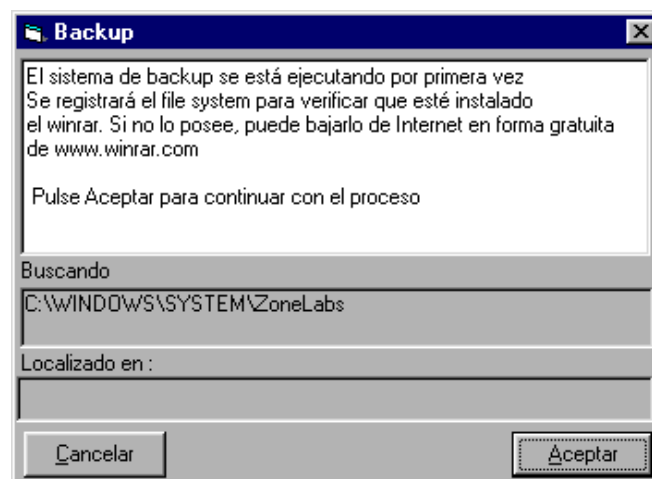 Backup
El sistema de backup se está ejecutando por primera vez
Se registrará el file system para verificar que esté instalado
el winrar. Si no lo posee, puede bajarlo de Internet en forma gratuita
de www.winrar.com
Pulse Aceptar para continuar con el proceso
Buscando
C:\WINDOWS\SYSTEM\ZoneLabs
Localizado en :
Cancelar
Aceptar